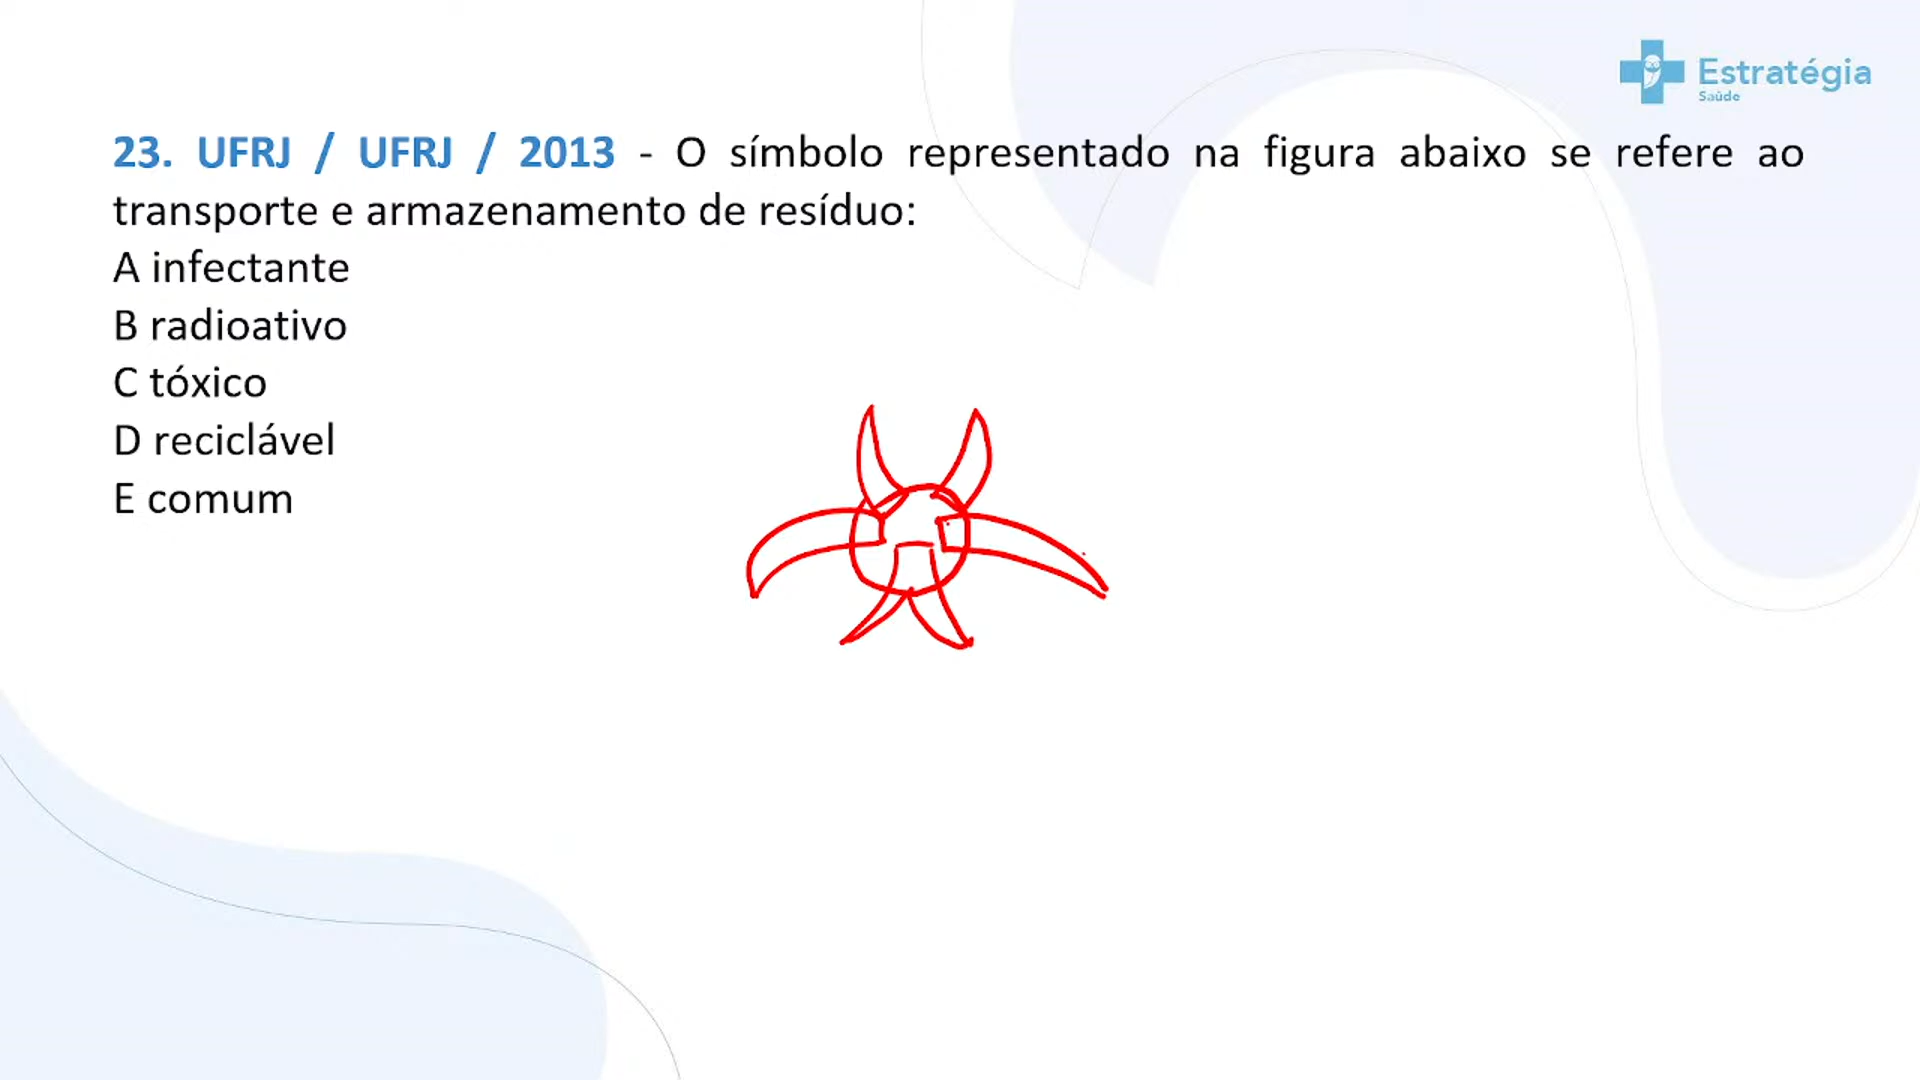 Estratégia
Saúde
23. UFRJ / UFRJ / 2013 - O símbolo representado na figura abaixo se refere ao
transporte e armazenamento de resíduo:
A infectante
B radioativo
C tóxico
D reciclável
E comum